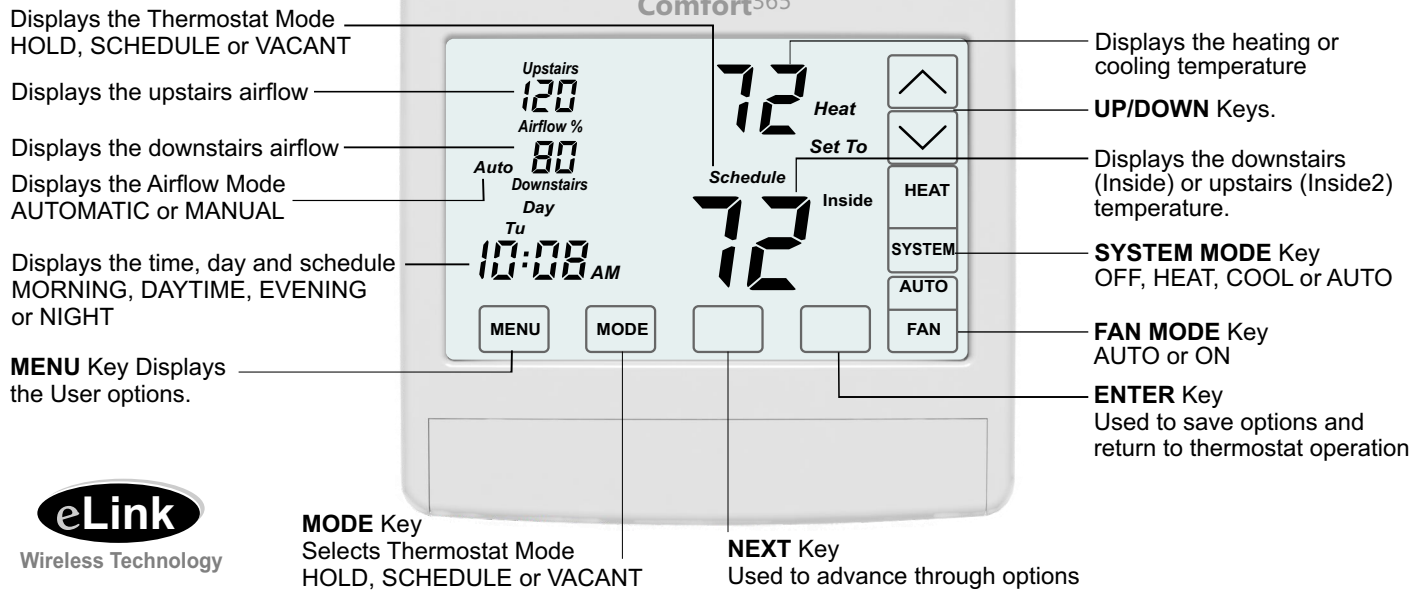 Comfort365
Displays the Thermostat Mode
HOLD, SCHEDULE or VACANT
Displays the upstairs airflow
Displays the downstairs airflow
Displays the Airflow Mode
AUTOMATIC or MANUAL
Displays the time, day and schedule
MORNING, DAYTIME, EVENING
or NIGHT
MENU Key Displays
the User options.
Upstairs
120
Airflow %
80
Auto
Downstairs
Day
Tu
10:08 AM
72
Heat
Set To
Schedule
72
Inside
HEAT
SYSTEM
AUTO
FAN
MENU
MODE
Displays the heating or
cooling temperature
UP/DOWN Keys.
Displays the downstairs
(Inside) or upstairs (Inside2)
temperature.
SYSTEM MODE Key
OFF, HEAT, COOL or AUTO
FAN MODE Key
AUTO or ON
ENTER Key
Used to save options and
return to thermostat operation
eLink
Wireless Technology
MODE Key
Selects Thermostat Mode
HOLD, SCHEDULE or VACANT
NEXT Key
Used to advance through options